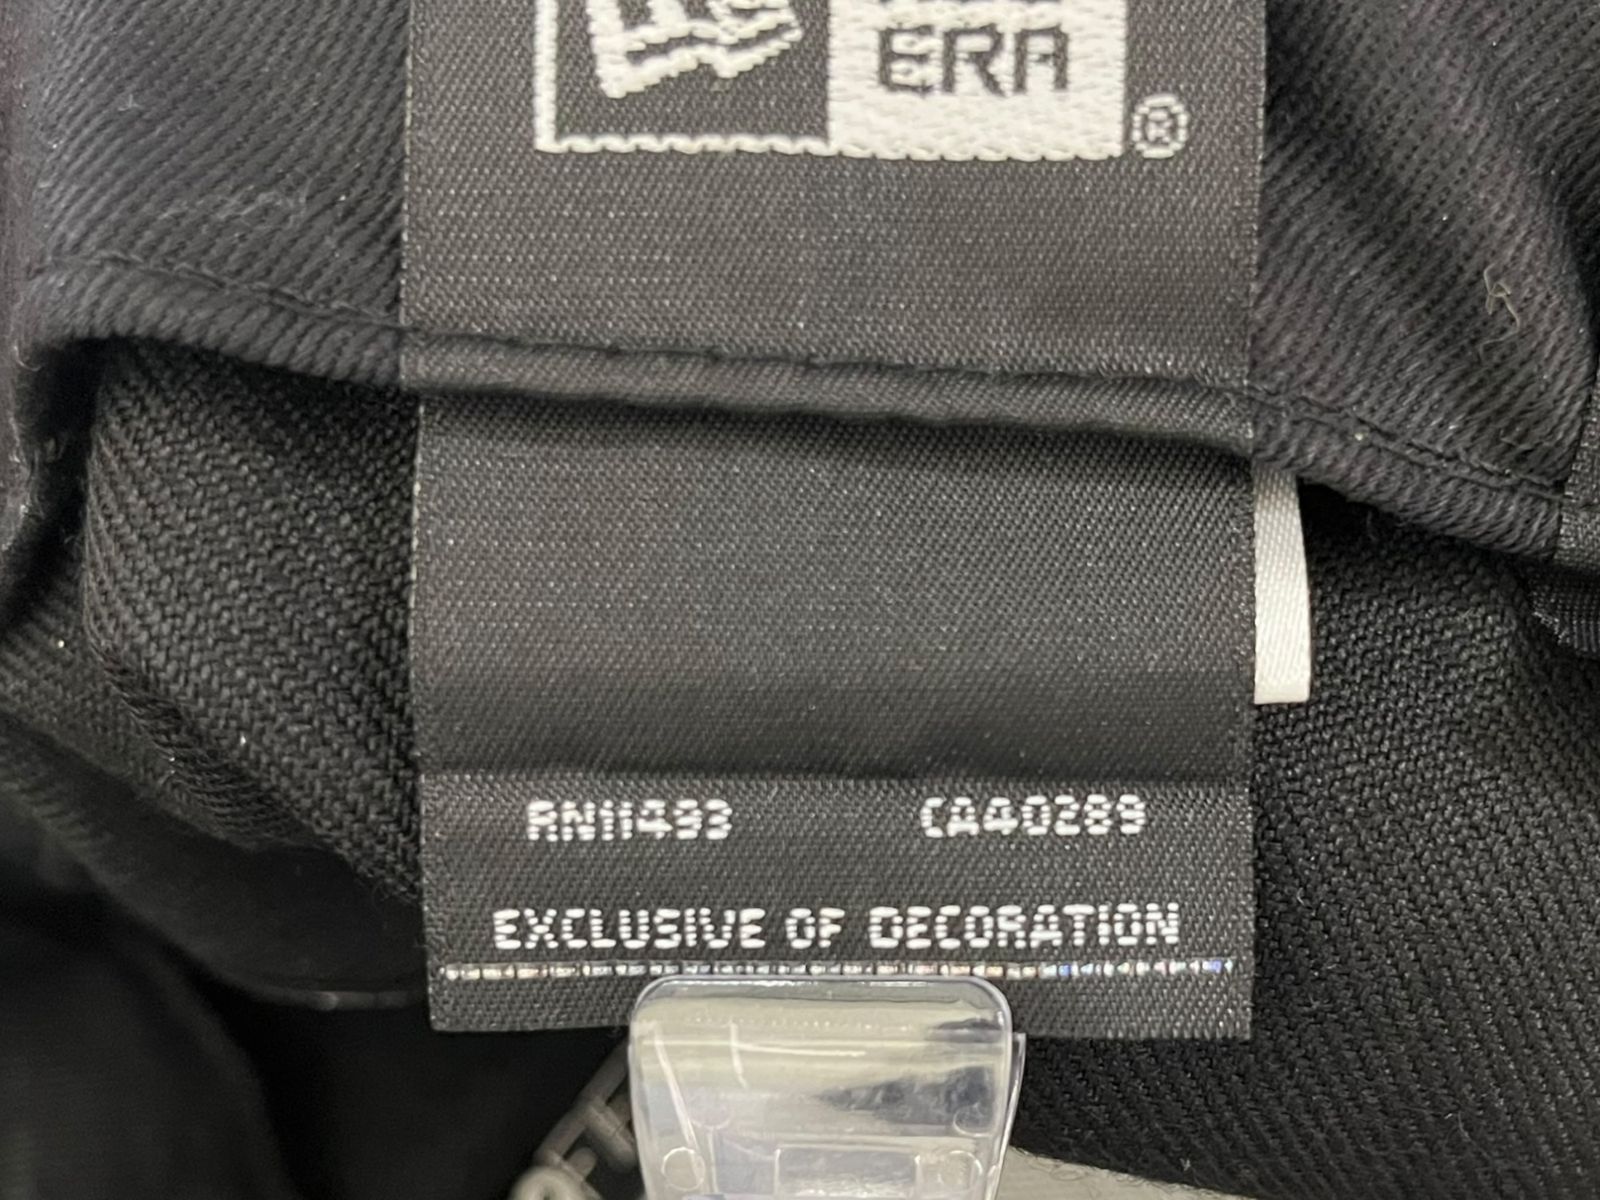 ERA
®
RN11493 CA40289
EXCLUSIVE OF DECORATION